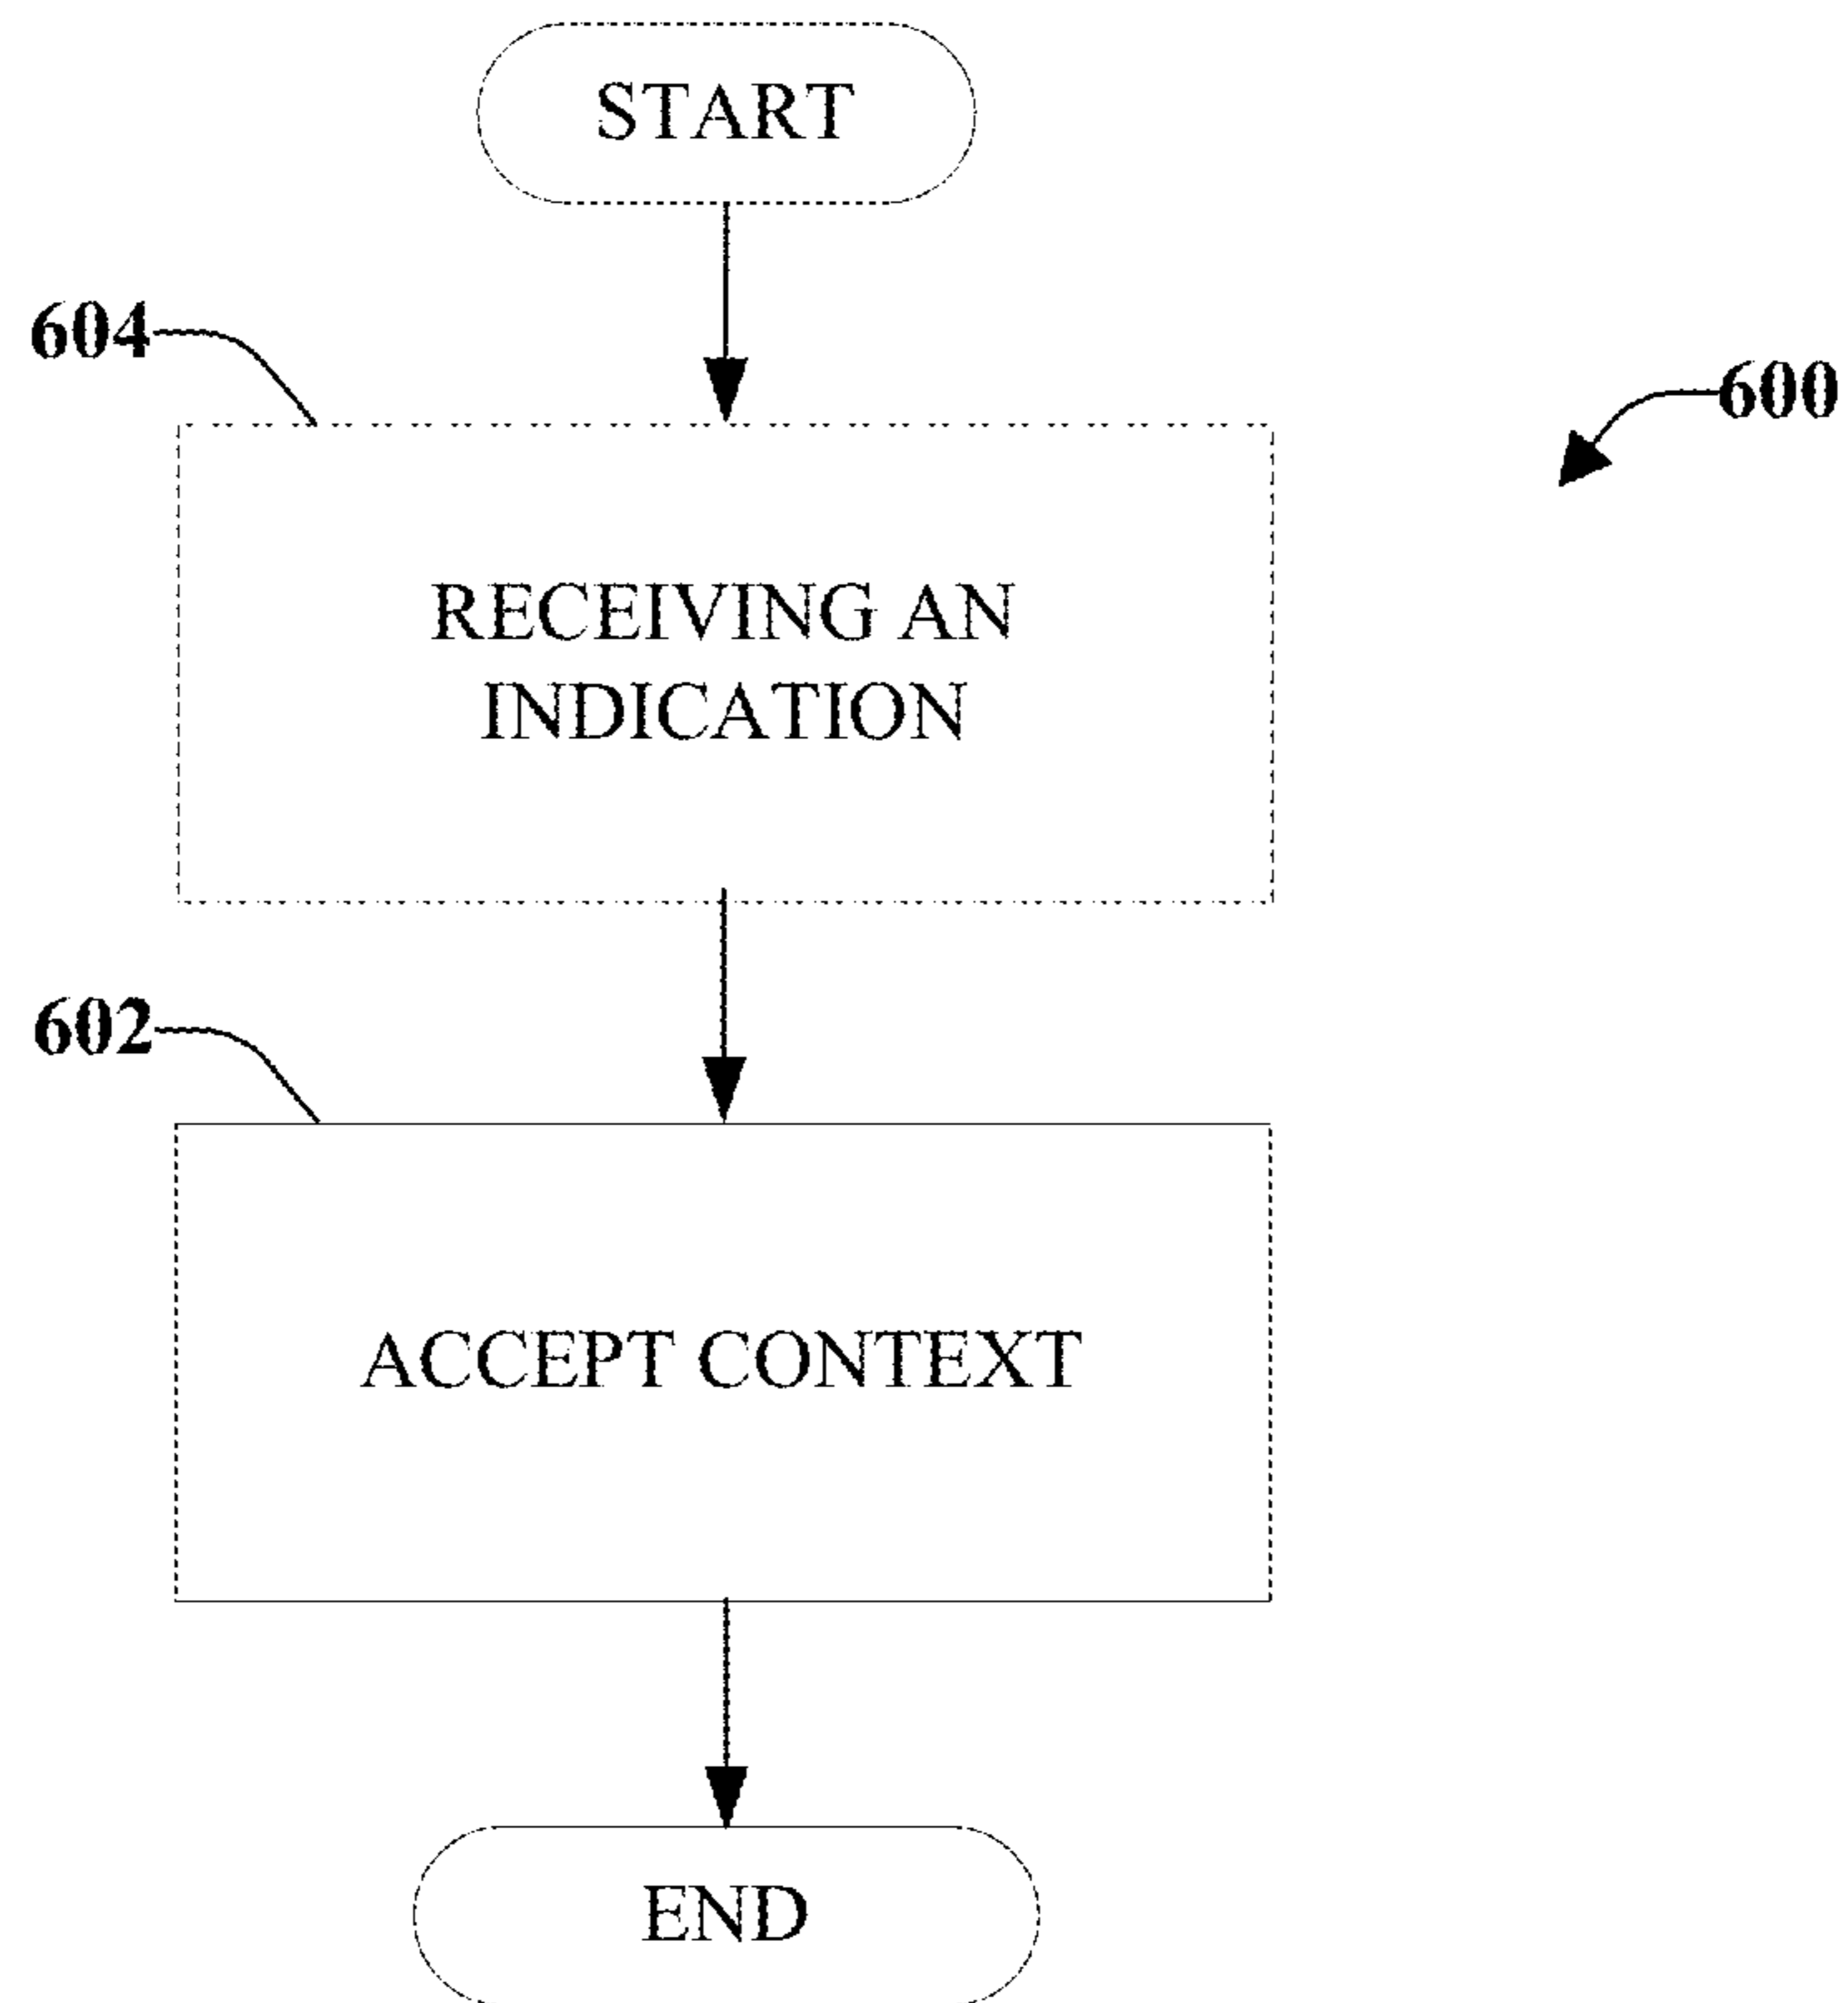 START
604
600
RECEIVING AN
INDICATION
602
ACCEPT CONTEXT
END